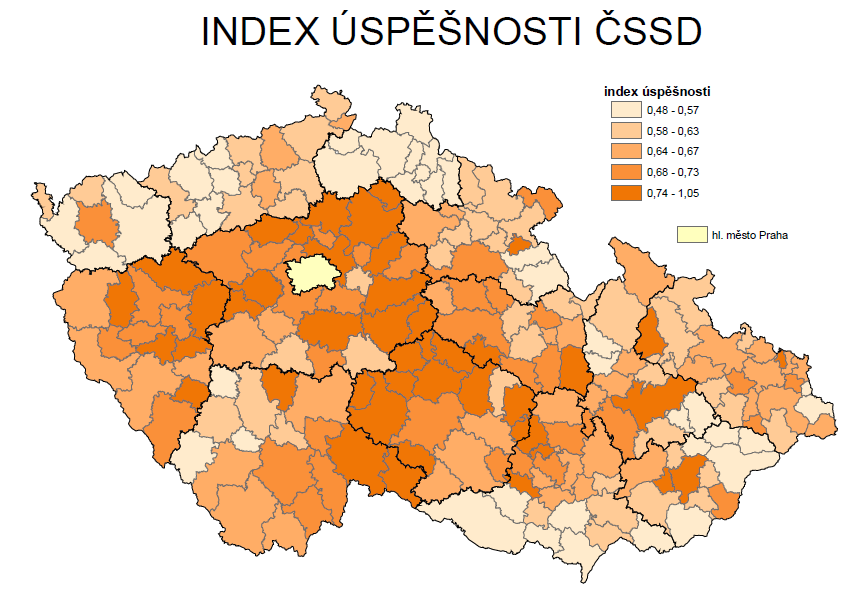 INDEX ÚSPĚŠNOSTI ČSSD
index úspěšnosti
0,48 - 0,57
0,58 - 0,63
0,64 - 0,67
0,68 - 0,73
0,74 - 1,05
hl. město Praha